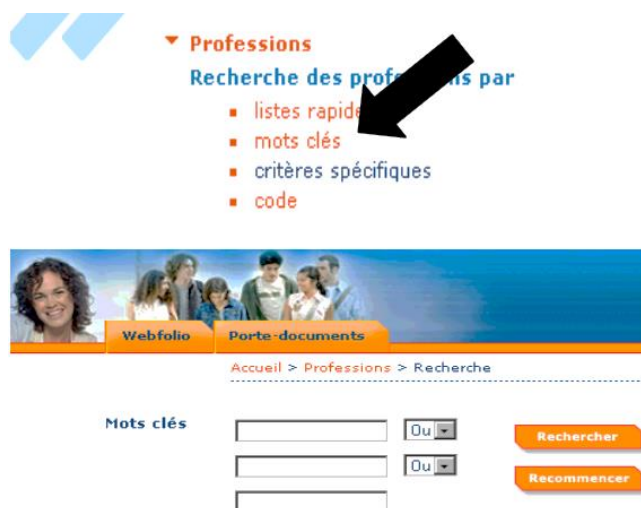 Professions
Recherche des professions par
listes rapides
mots clés
critères spécifiques
code
Webfolio Porte-documents
Accueil > Professions > Recherche
Mots clés Ou Rechercher
Ou Recommencer